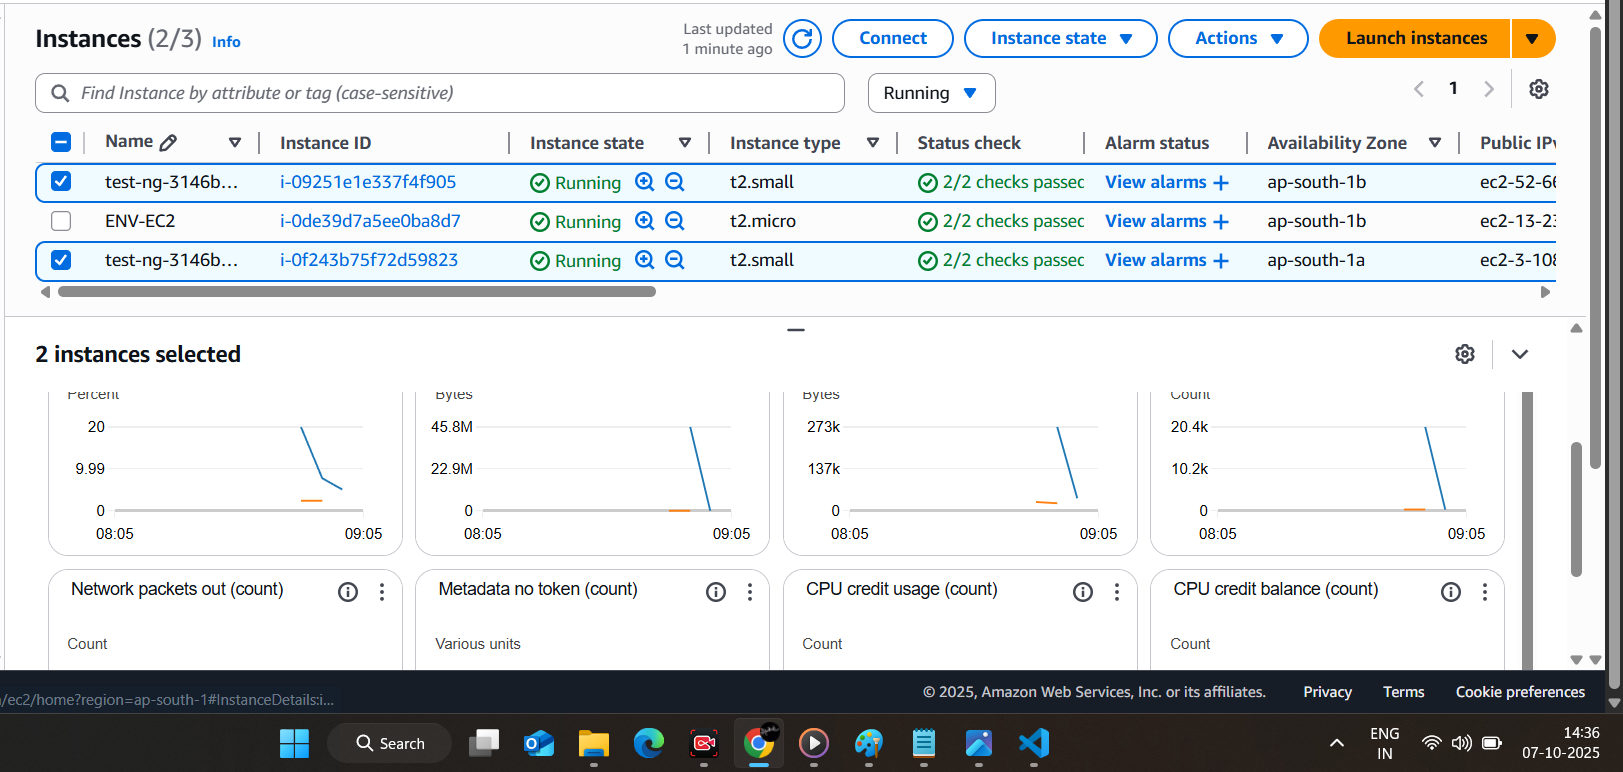 Instances (2/3) Info
Last updated
1 minute ago
Connect
Instance state
Actions
Launch instances
Find Instance by attribute or tag (case-sensitive)
Running
1
Name Instance ID Instance state Instance type Status check Alarm status Availability Zone Public IPv
test-ng-3146b... i-09251e1e337f4f905 Running t2.small 2/2 checks passed View alarms + ap-south-1b ec2-52-66
ENV-EC2 i-0de39d7a5ee0ba8d7 Running t2.micro 2/2 checks passed View alarms + ap-south-1b ec2-13-23
test-ng-3146b... i-0f243b75f72d59823 Running t2.small 2/2 checks passed View alarms + ap-south-1a ec2-3-108
2 instances selected
Percent
20
9.99
0
08:05 09:05
Bytes
45.8M
22.9M
0
08:05 09:05
Bytes
273k
137k
0
08:05 09:05
Count
20.4k
10.2k
0
08:05 09:05
Network packets out (count)
Count
Metadata no token (count)
Various units
CPU credit usage (count)
Count
CPU credit balance (count)
Count
/ec2/home?region=ap-south-1#InstanceDetails:i...
© 2025, Amazon Web Services, Inc. or its affiliates. Privacy Terms Cookie preferences
Search
ENG
IN
14:36
07-10-2025